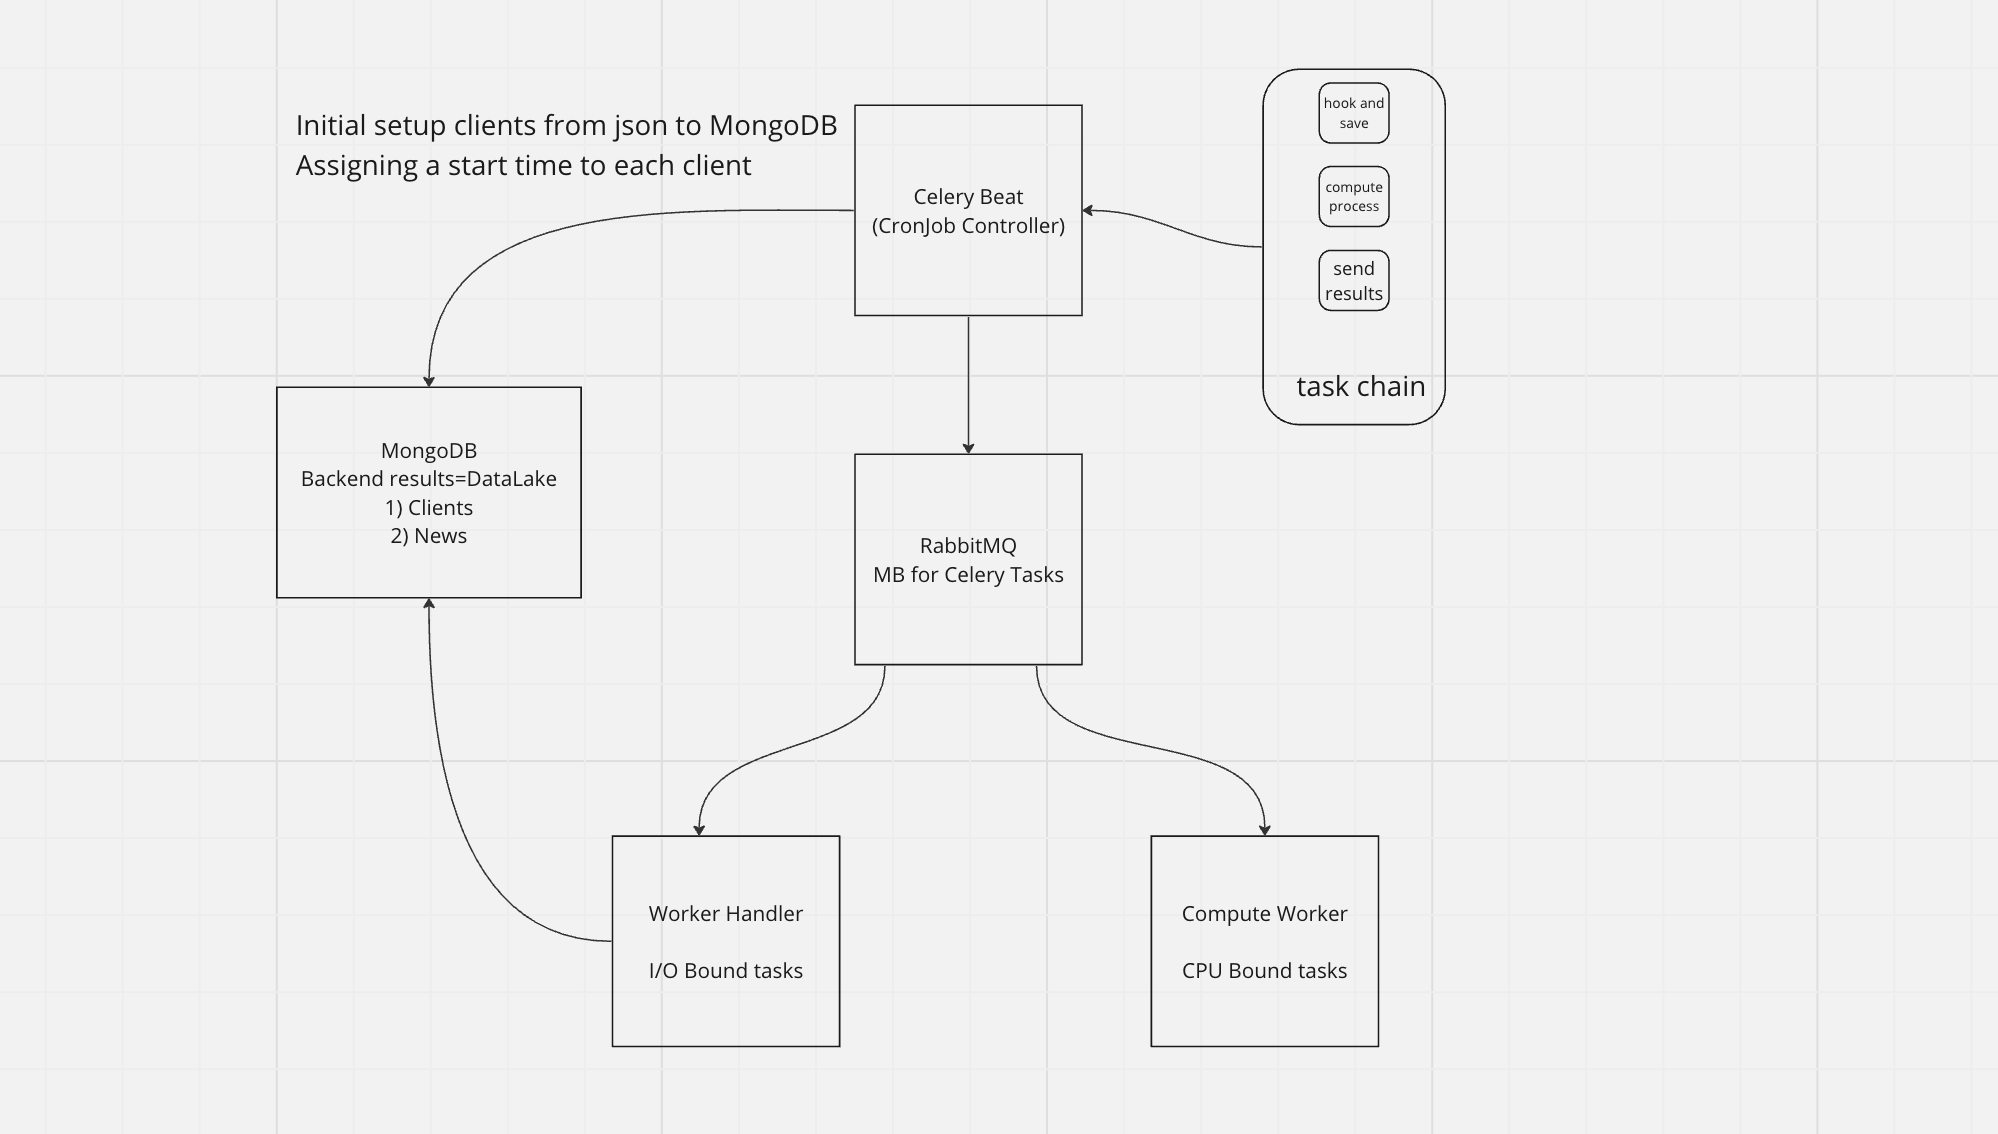 Initial setup clients from json to MongoDB
Assigning a start time to each client
Celery Beat
(CronJob Controller)
hook and
save
compute
process
send
results
task chain
MongoDB
Backend results=DataLake
1) Clients
2) News
RabbitMQ
MB for Celery Tasks
Worker Handler
I/O Bound tasks
Compute Worker
CPU Bound tasks